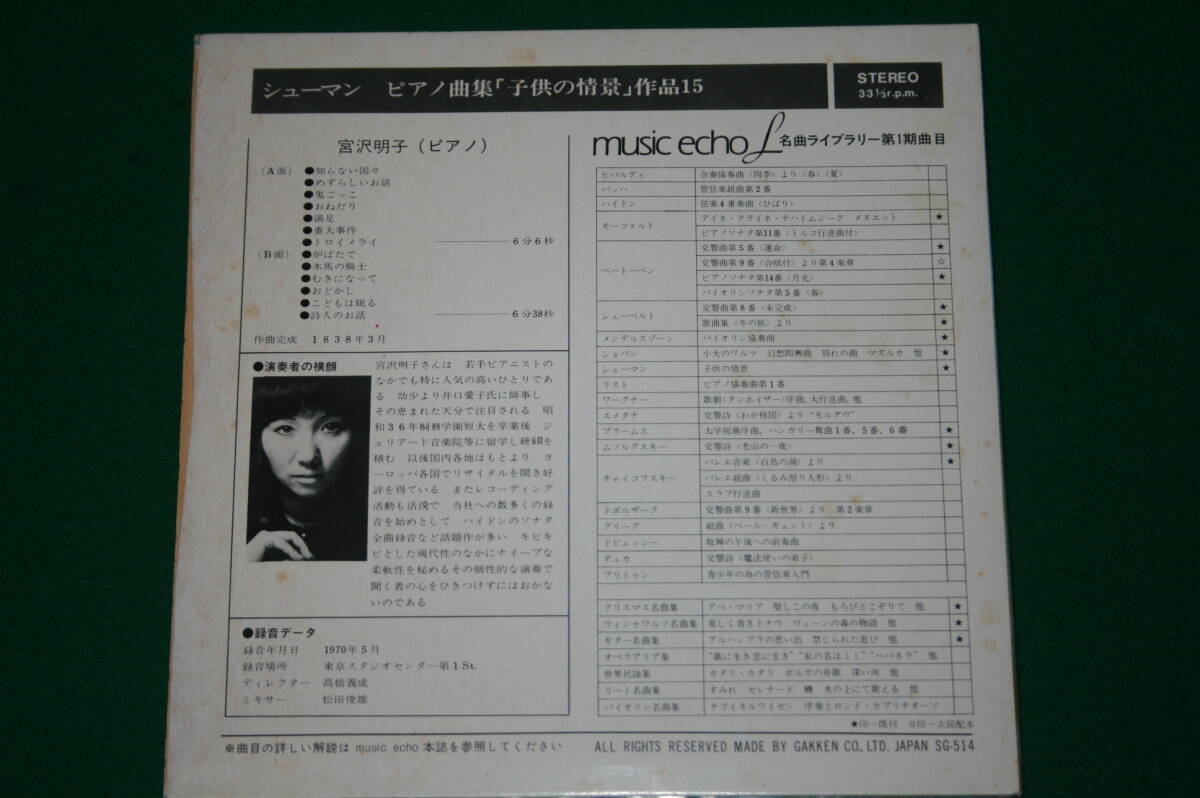 シューマン ピアノ曲集「子供の情景」作品15
STEREO
33 1/3 r.p.m.
宮沢明子（ピアノ）
（A面） ●知らない国々
●めずらしいお話
●鬼ごっこ
●おねだり
●満足
●重大事件
●トロイメライ 6分6秒
（B面） ●炉ばたで
●木馬の騎士
●むきになって
●おどかし
●こどもは眠る
●詩人のお話 6分38秒
作曲完成 1838年3月
●演奏者の横顔
宮沢明子さんは 若手ピアニストの
なかでも特に人気の高いひとりであ
る 幼少より井口愛子氏に師事し
その恵まれた天分で注目される 昭
和36年桐朋学園短大を卒業後 ジ
ュリアード音楽院等に留学し研鑚を
積む 以後国内各地はもとより ヨ
ーロッパ各国でリサイタルを開き好
評を得ている またレコーディング
活動も活溌で 当社への数多くの録
音を始めとして ハイドンのソナタ
全曲録音など話題作が多い キビキ
ビとした現代性のなかにナイーブな
柔軟性を秘めるその個性的な演奏で
聞く者の心をひきつけずにはおかな
いのである
●録音データ
録音年月日 1970年5月
録音場所 東京スタジオセンター第1St.
ディレクター 高橋義成
ミキサー 松田俊雄
music echo L 名曲ライブラリー第1期曲目
ビバルディ 合奏協奏曲〈四季〉より〈春〉〈夏〉
バッハ 管弦楽組曲第2番
ハイドン 弦楽4重奏曲〈ひばり〉
モーツァルト アイネ・クライネ・ナハトムジーク メヌエット ★
ピアノソナタ第11番〈トルコ行進曲付〉
ベートーベン 交響曲第5番〈運命〉 ★
交響曲第9番〈合唱付〉より第4楽章 ☆
ピアノソナタ第14番〈月光〉 ★
バイオリンソナタ第5番〈春〉
シューベルト 交響曲第8番〈未完成〉 ★
歌曲集〈冬の旅〉より ★
メンデルスゾーン バイオリン協奏曲 ★
ショパン 小犬のワルツ 幻想即興曲 別れの曲 マズルカ 他 ★
シューマン 子供の情景 ★
リスト ピアノ協奏曲第1番
ワーグナー 歌劇〈タンホイザー〉序曲、大行進曲、他
スメタナ 交響詩〈わが祖国〉より "モルダウ"
ブラームス 大学祝典序曲、ハンガリー舞曲1番、5番、6番 ★
ムソルグスキー 交響詩〈禿山の一夜〉 ★
チャイコフスキー バレエ音楽〈白鳥の湖〉より ★
バレエ組曲〈くるみ割り人形〉より
スラブ行進曲
ドボルザーク 交響曲第9番〈新世界〉より 第2楽章
グリーグ 組曲〈ペール・ギュント〉より
ドビュッシー 牧神の午後への前奏曲
デュカ 交響詩〈魔法使いの弟子〉
ブリトゥン 青少年の為の管弦楽入門
クリスマス名曲集 アベ・マリア 聖しこの夜 もろびとこぞりて 他 ★
ウィンナワルツ名曲集 美しく青きドナウ ウィーンの森の物語 他 ★
ギター名曲集 アルハンブラの思い出 禁じられた遊び 他 ★
オペラアリア集 "歌に生き恋に生き" "私の名はミミ" "ハバネラ" 他
世界民謡集 カタリ・カタリ ボルガの舟歌 深い河 他
リート名曲集 すみれ セレナード 鱒 水の上にて歌える 他
バイオリン名曲集 チゴイネルワイゼン 序奏とロンド・カプリチオーソ
★印−既刊 ☆印−次回配本
※曲目の詳しい解説は music echo 本誌を参照してください
ALL RIGHTS RESERVED MADE BY GAKKEN CO., LTD. JAPAN SG-514